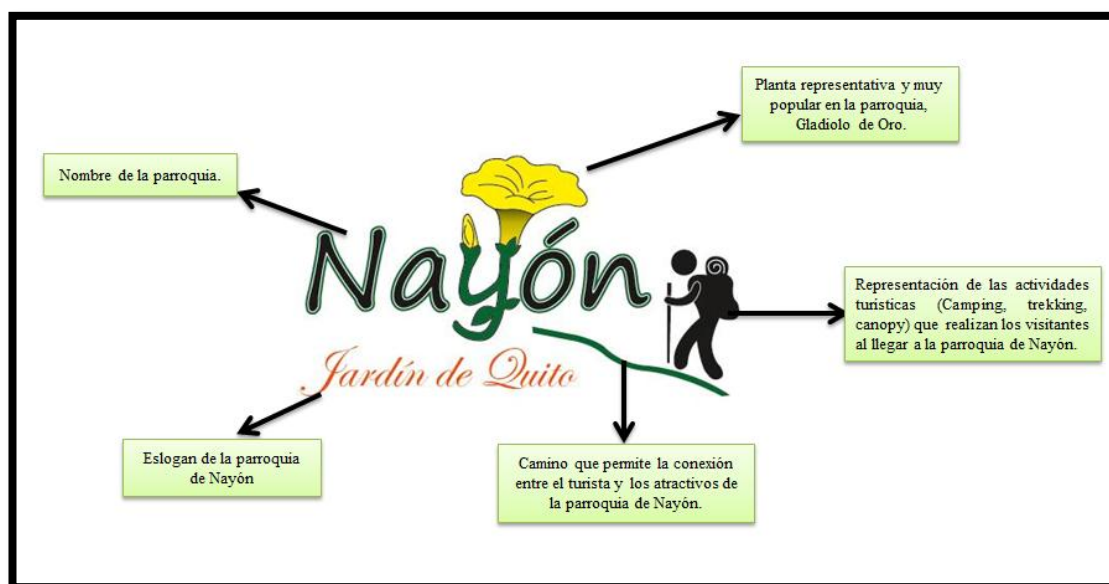 Planta representativa y muy
popular en la parroquia,
Gladiolo de Oro.
Nombre de la parroquia.
Nayón
Jardín de Quito
Representación de las actividades
turísticas (Camping, trekking,
canopy) que realizan los visitantes
al llegar a la parroquia de Nayón.
Eslogan de la parroquia
de Nayón
Camino que permite la conexión
entre el turista y los atractivos de
la parroquia de Nayón.